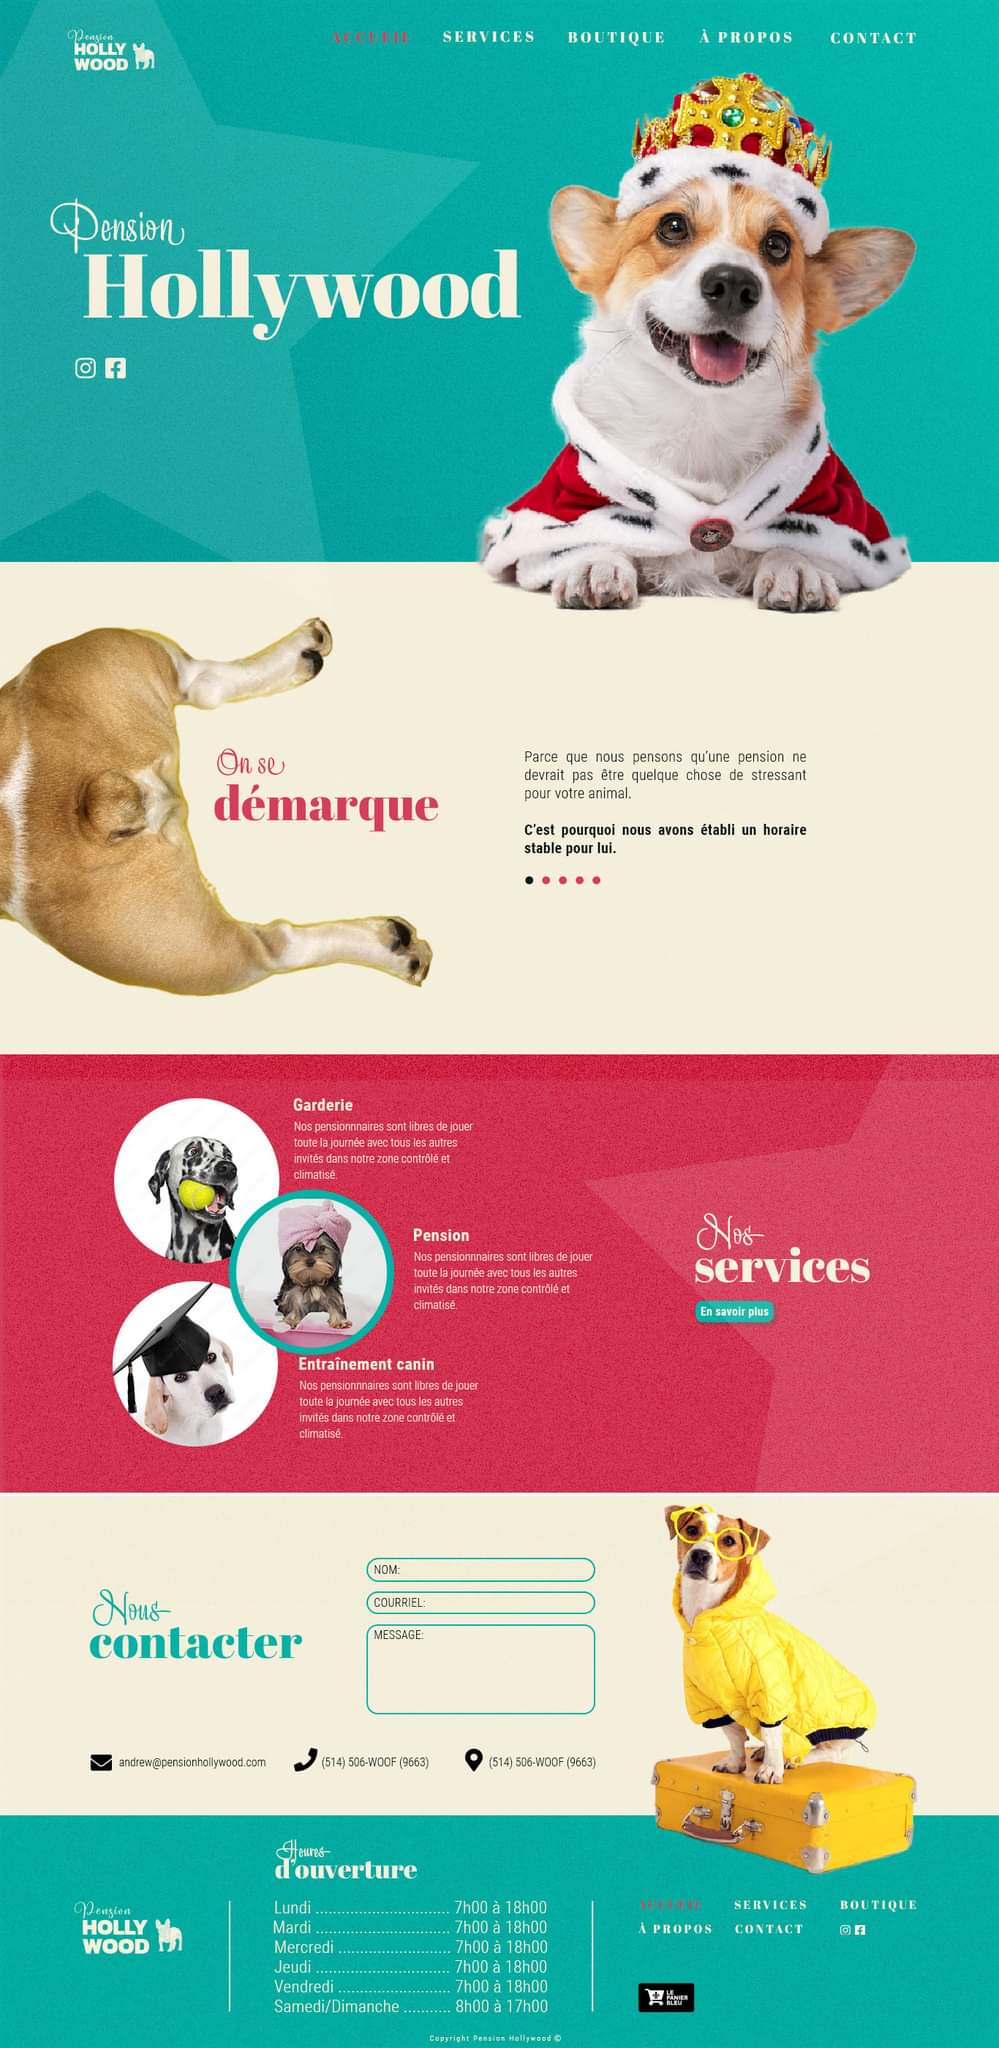 Pension
HOLLY
WOOD
ACCUEIL
SERVICES
BOUTIQUE
À PROPOS
CONTACT
Pension
Hollywood
On se
démarque
Parce que nous pensons qu'une pension ne
devrait pas être quelque chose de stressant
pour votre animal.
C'est pourquoi nous avons établi un horaire
stable pour lui.
Garderie
Nos pensionnnaires sont libres de jouer
toute la journée avec tous les autres
invités dans notre zone contrôlé et
climatisé.
Pension
Nos pensionnnaires sont libres de jouer
toute la journée avec tous les autres
invités dans notre zone contrôlé et
climatisé.
Entraînement canin
Nos pensionnnaires sont libres de jouer
toute la journée avec tous les autres
invités dans notre zone contrôlé et
climatisé.
Nos
services
En savoir plus
Nous
contacter
NOM:
COURRIEL:
MESSAGE:
andrew@pensionhollywood.com
(514) 506-WOOF (9663)
(514) 506-WOOF (9663)
Pension
HOLLY
WOOD
Heures
d'ouverture
Lundi ............................. 7h00 à 18h00
Mardi ............................. 7h00 à 18h00
Mercredi ........................ 7h00 à 18h00
Jeudi ............................. 7h00 à 18h00
Vendredi ......................... 7h00 à 18h00
Samedi/Dimanche ........... 8h00 à 17h00
ACCUEIL
SERVICES
BOUTIQUE
À PROPOS
CONTACT
LE
PANIER
BLEU
Copyright Pension Hollywood ©